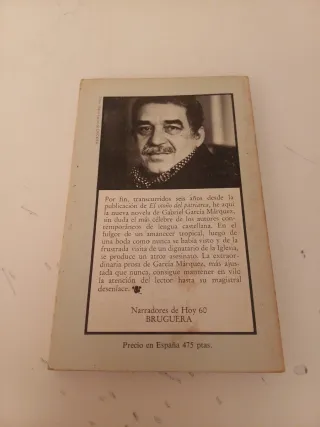 Por fin, transcurridos seis años desde la
publicación de El otoño del patriarca, he aquí
la nueva novela de Gabriel García Márquez,
sin duda el más célebre de los autores con-
temporáneos de lengua castellana. En el
fulgor de un amanecer tropical, luego de
una boda como nunca se había visto y de la
frustrada visita de un dignatario de la Iglesia,
se produce un atroz asesinato. La extraor-
dinaria prosa de García Márquez, más ajus-
tada que nunca, consigue mantener en vilo
la atención del lector hasta su magistral
desenlace.
Narradores de Hoy 60
BRUGUERA
Precio en España 475 ptas.